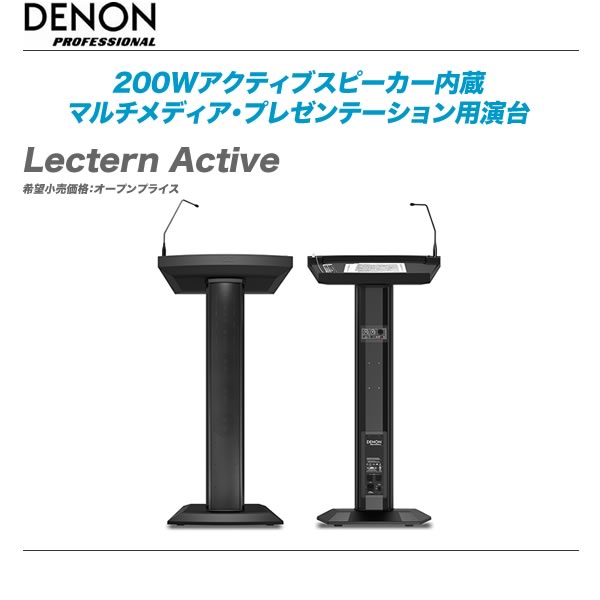 DENON
PROFESSIONAL
200Wアクティブスピーカー内蔵
マルチメディア・プレゼンテーション用演台
Lectern Active
希望小売価格：オープンプライス
DENON